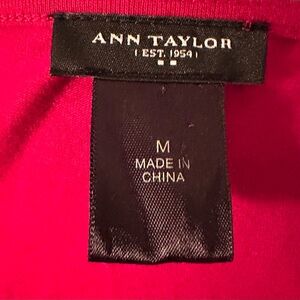 ANN TAYLOR
EST. 1954
M
MADE IN
CHINA